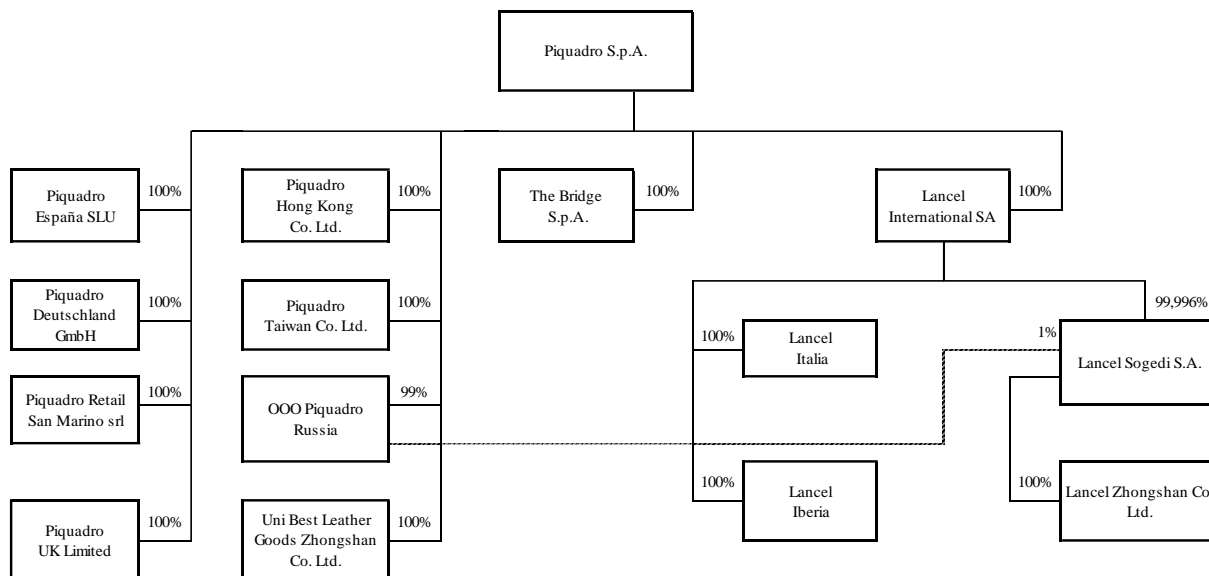 Piquadro S.p.A.
Piquadro
España SLU
100%
Piquadro
Hong Kong
Co. Ltd.
100%
The Bridge
S.p.A.
100%
Lancel
International SA
100%
Piquadro
Deutschland
GmbH
100%
Piquadro
Taiwan Co. Ltd.
100%
99,996%
1%
100%
Lancel
Italia
Lancel Sogedi S.A.
Piquadro Retail
San Marino srl
100%
OOO Piquadro
Russia
99%
Piquadro
UK Limited
100%
Uni Best Leather
Goods Zhongshan
Co. Ltd.
100%
100%
Lancel
Iberia
100%
Lancel Zhongshan Co
Ltd.